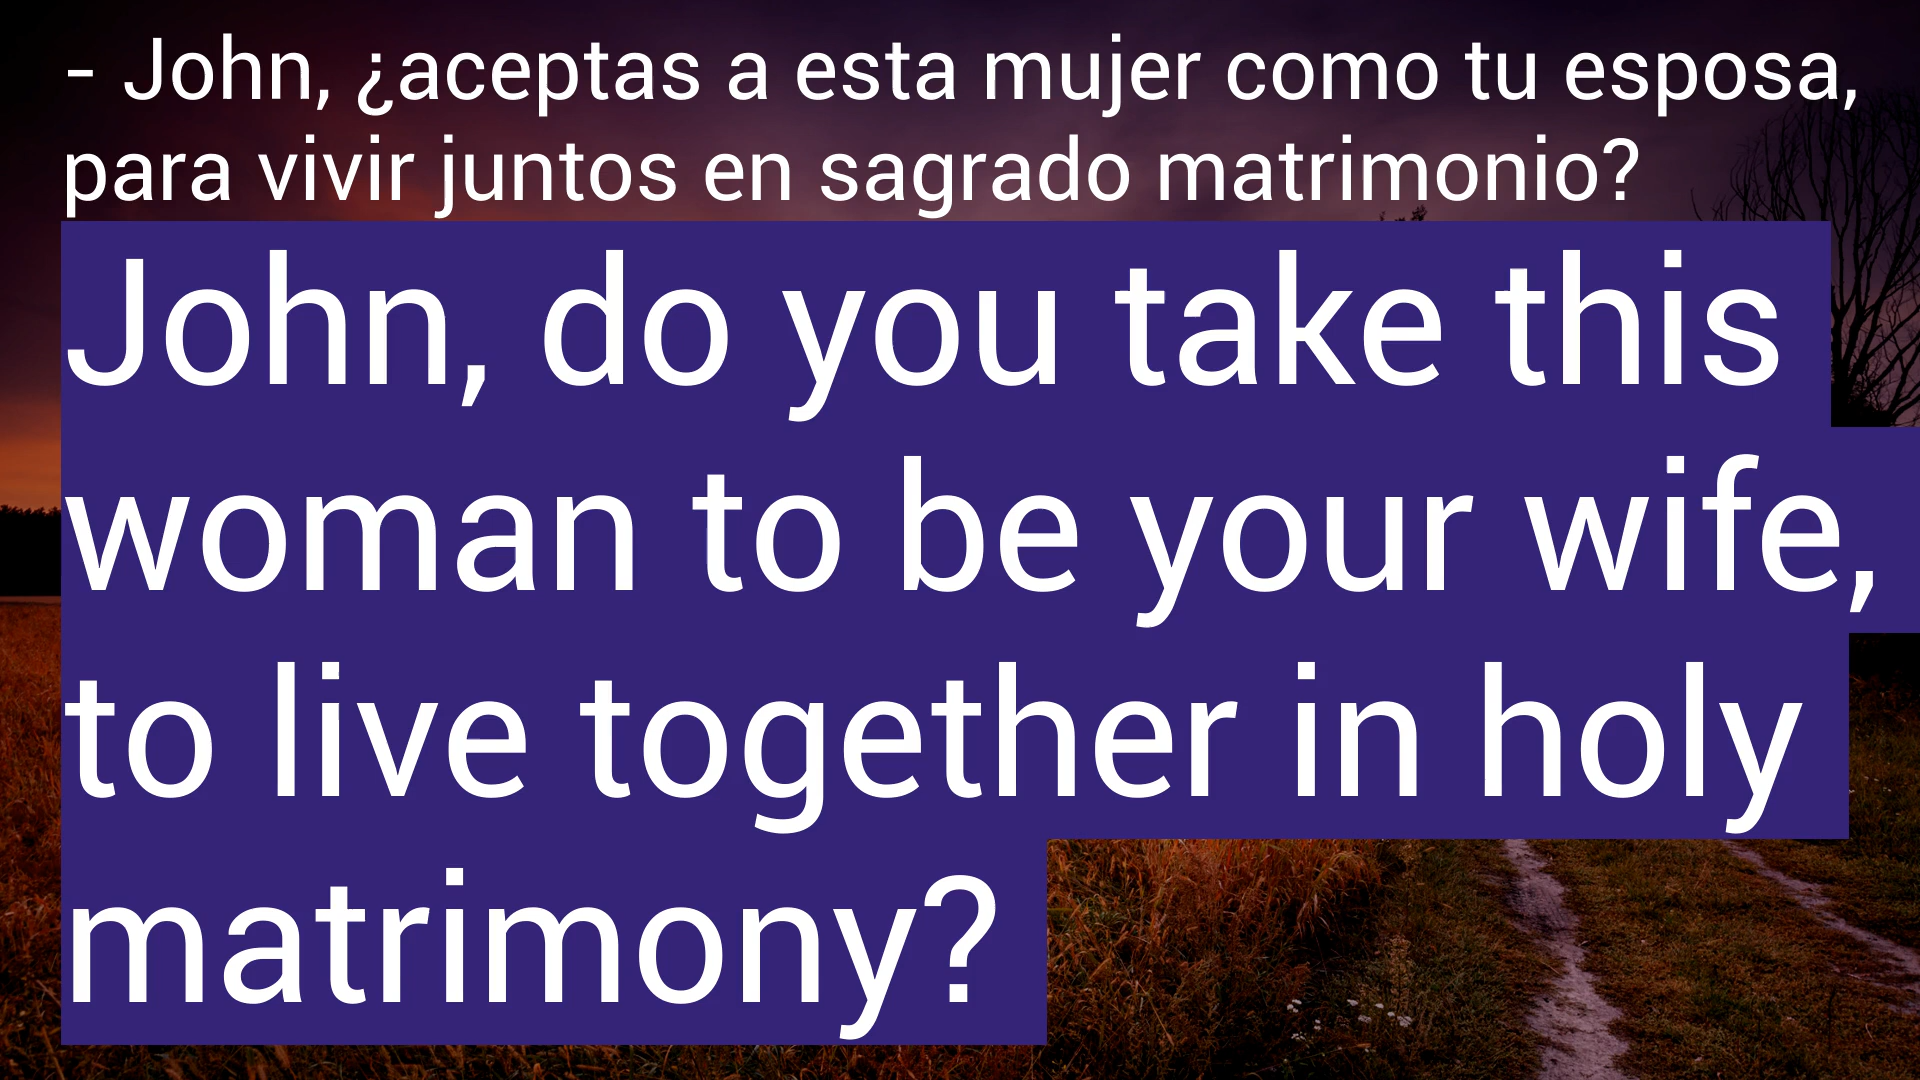 - John, ¿aceptas a esta mujer como tu esposa,
para vivir juntos en sagrado matrimonio?
John, do you take this
woman to be your wife,
to live together in holy
matrimony?